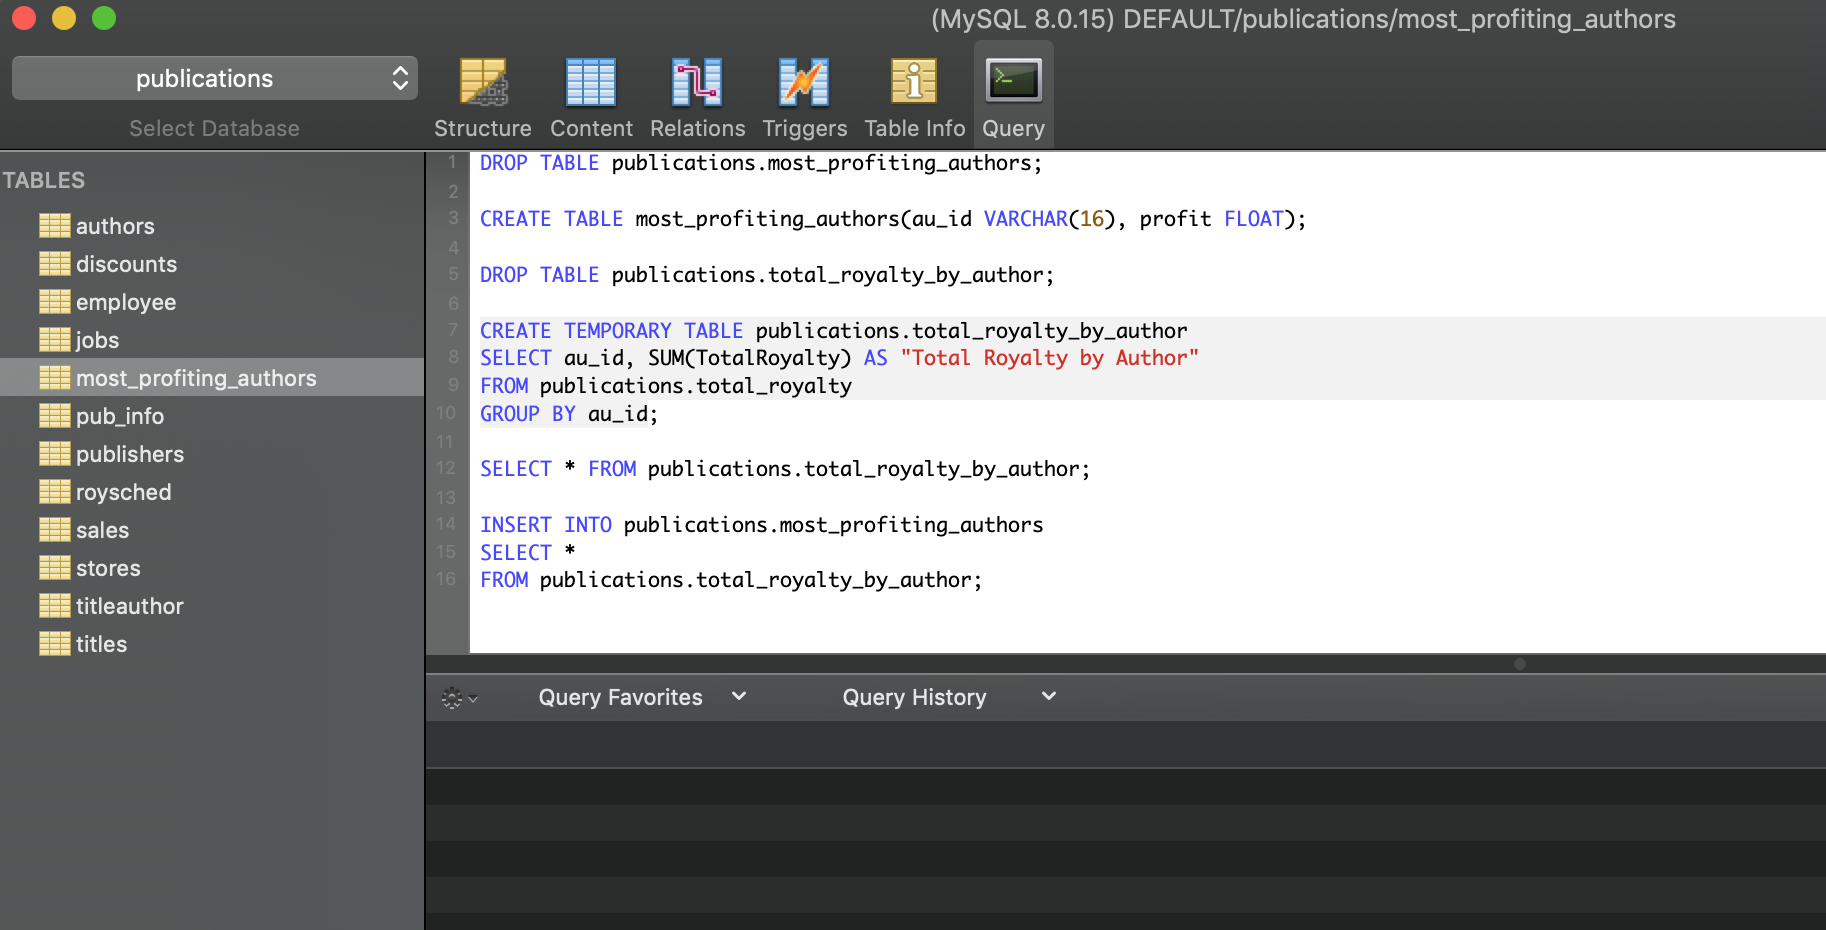 (MySQL 8.0.15) DEFAULT/publications/most_profiting_authors
publications
Select Database
Structure
Content
Relations
Triggers
Table Info
Query
TABLES
authors
discounts
employee
jobs
most_profiting_authors
pub_info
publishers
roysched
sales
stores
titleauthor
titles
1 DROP TABLE publications.most_profiting_authors;
2
3 CREATE TABLE most_profiting_authors(au_id VARCHAR(16), profit FLOAT);
4
5 DROP TABLE publications.total_royalty_by_author;
6
7 CREATE TEMPORARY TABLE publications.total_royalty_by_author
8 SELECT au_id, SUM(TotalRoyalty) AS "Total Royalty by Author"
9 FROM publications.total_royalty
10 GROUP BY au_id;
11
12 SELECT * FROM publications.total_royalty_by_author;
13
14 INSERT INTO publications.most_profiting_authors
15 SELECT *
16 FROM publications.total_royalty_by_author;
Query Favorites
Query History